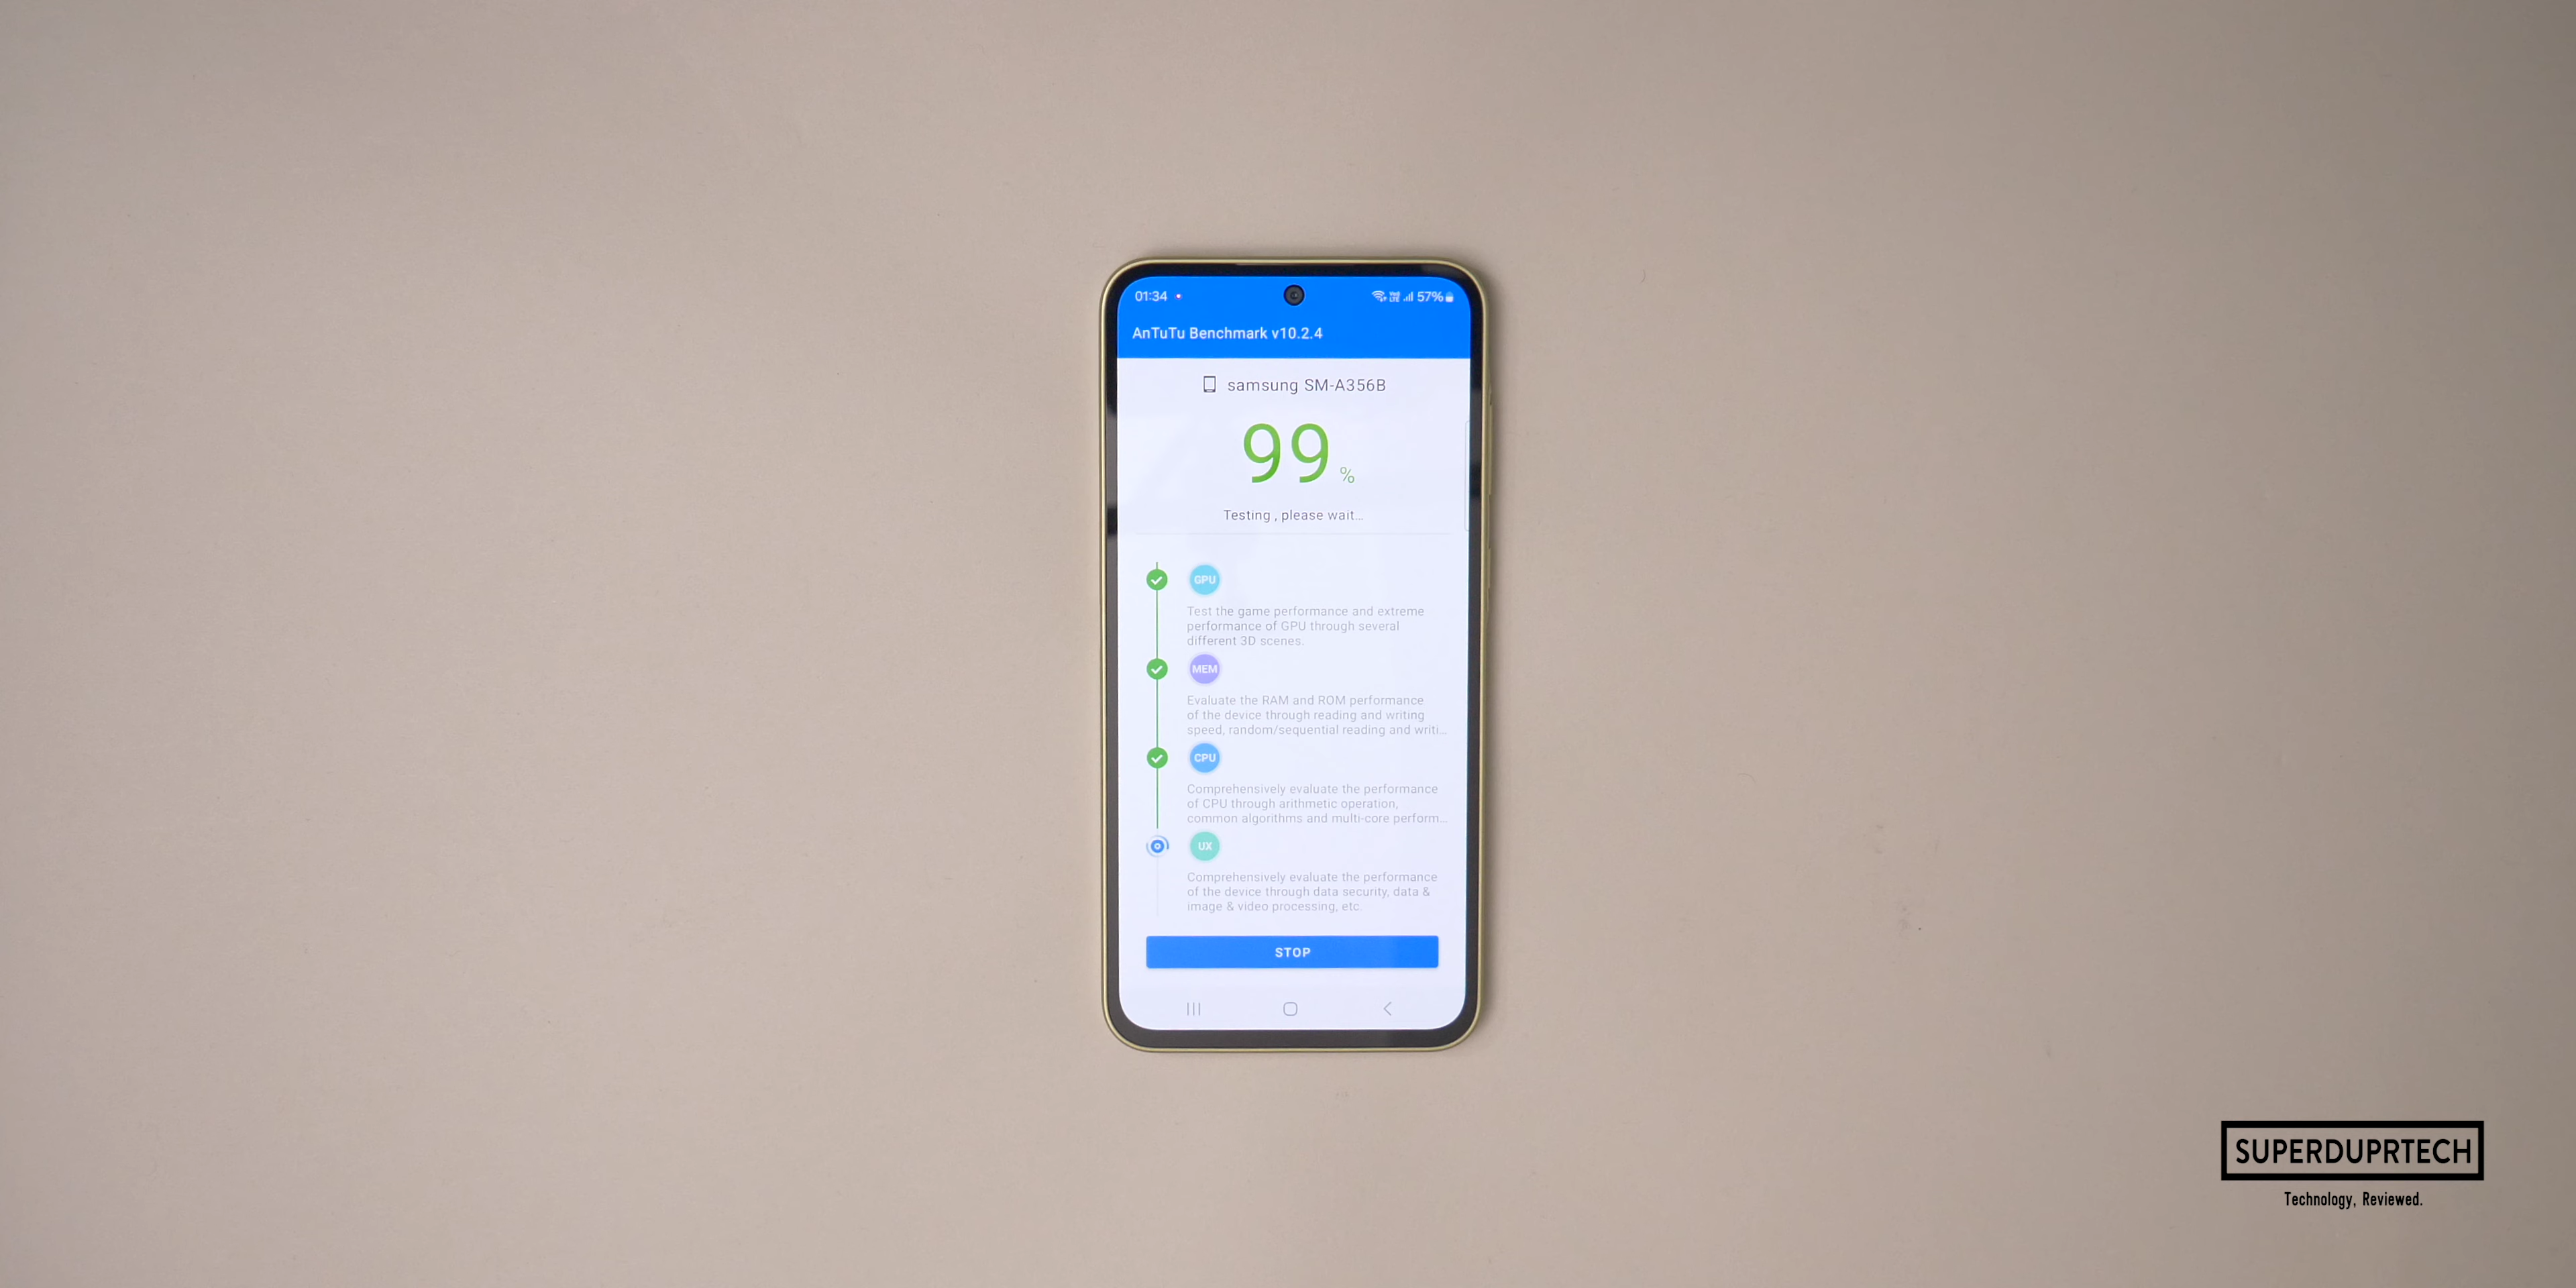 01:34 57%
AnTuTu Benchmark v10.2.4
samsung SM-A356B
99 %
Testing , please wait...
GPU
Test the game performance and extreme
performance of GPU through several
different 3D scenes.
MEM
Evaluate the RAM and ROM performance
of the device through reading and writing
speed, random/sequential reading and writi...
CPU
Comprehensively evaluate the performance
of CPU through arithmetic operation,
common algorithms and multi-core perform...
UX
Comprehensively evaluate the performance
of the device through data security, data &
image & video processing, etc.
STOP
SUPERDUPRTECH
Technology, Reviewed.